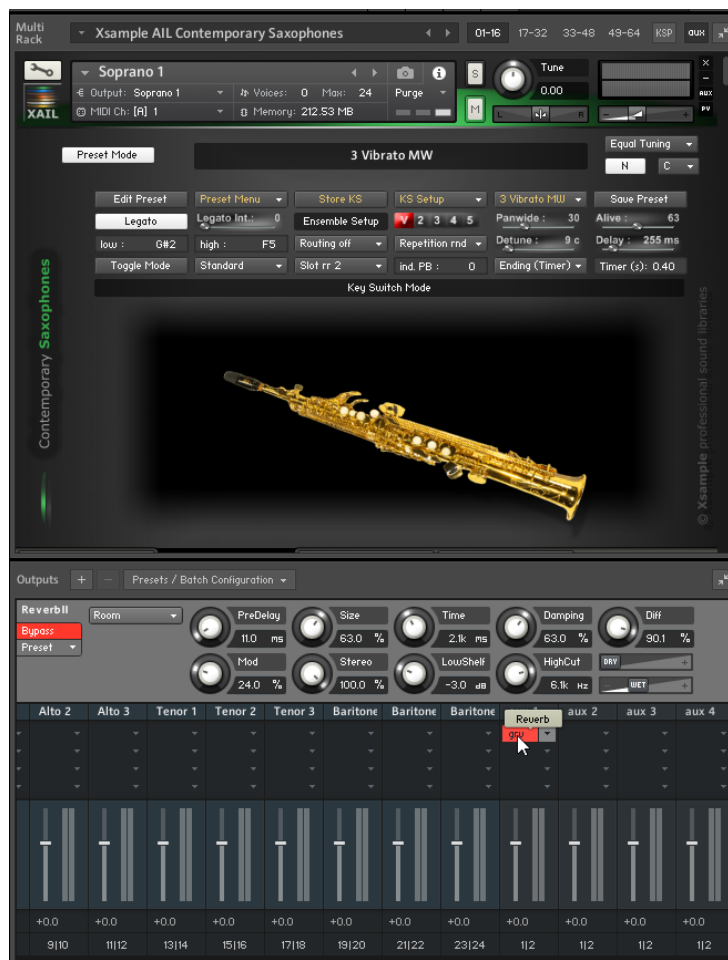 Multi Rack
Xsample AIL Contemporary Saxophones
01-16 17-32 33-48 49-64 KSP aux
Soprano 1
Output: Soprano 1 Voices: 0 Max: 24 Purge
MIDI Ch: [A] 1 Memory: 212.53 MB
XAIL
S
M
Tune
0.00
L R
- +
×
-
AUX
PV
Preset Mode
3 Vibrato MW
Equal Tuning
N C
Edit Preset Preset Menu Store KS KS Setup 3 Vibrato MW Save Preset
Legato Legato Int.: 0 Ensemble Setup V 2 3 4 5 Panwide : 30 Alive : 63
low : G#2 high : F5 Routing off Repetition rnd Detune : 9 c Delay : 255 ms
Toggle Mode Standard Slot rr 2 ind. PB : 0 Ending (Timer) Timer (s): 0.40
Key Switch Mode
Contemporary Saxophones
© Xsample professional sound libraries
Outputs + - Presets / Batch Configuration
ReverbII
Bypass
Preset
Room
PreDelay 11.0 ms
Size 63.0 %
Time 2.1k ms
Damping 63.0 %
Diff 90.1 %
Mod 24.0 %
Stereo 100.0 %
LowShelf -3.0 dB
HighCut 6.1k Hz
DRY +
- WET +
Alto 2 Alto 3 Tenor 1 Tenor 2 Tenor 3 Baritone Baritone Baritone aux 2 aux 3 aux 4
Reverb
+0.0 +0.0 +0.0 +0.0 +0.0 +0.0 +0.0 +0.0 +0.0 +0.0 +0.0 +0.0
9|10 11|12 13|14 15|16 17|18 19|20 21|22 23|24 1|2 1|2 1|2 1|2